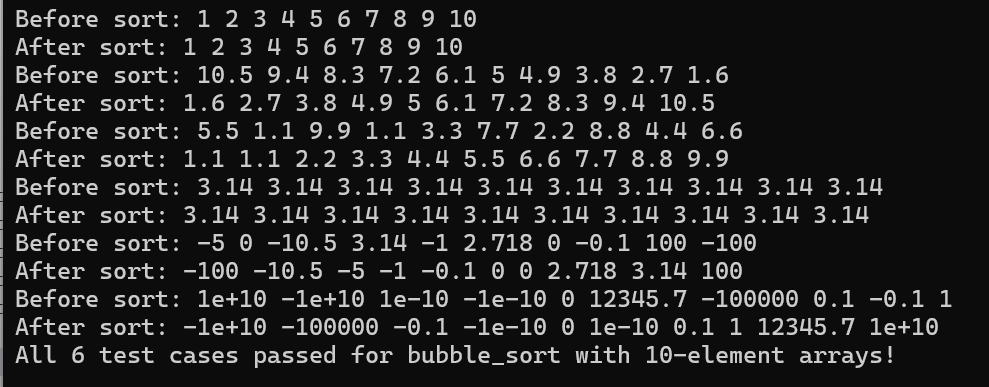 Before sort: 1 2 3 4 5 6 7 8 9 10
After sort: 1 2 3 4 5 6 7 8 9 10
Before sort: 10.5 9.4 8.3 7.2 6.1 5 4.9 3.8 2.7 1.6
After sort: 1.6 2.7 3.8 4.9 5 6.1 7.2 8.3 9.4 10.5
Before sort: 5.5 1.1 9.9 1.1 3.3 7.7 2.2 8.8 4.4 6.6
After sort: 1.1 1.1 2.2 3.3 4.4 5.5 6.6 7.7 8.8 9.9
Before sort: 3.14 3.14 3.14 3.14 3.14 3.14 3.14 3.14 3.14 3.14
After sort: 3.14 3.14 3.14 3.14 3.14 3.14 3.14 3.14 3.14 3.14
Before sort: -5 0 -10.5 3.14 -1 2.718 0 -0.1 100 -100
After sort: -100 -10.5 -5 -1 -0.1 0 0 2.718 3.14 100
Before sort: 1e+10 -1e+10 1e-10 -1e-10 0 12345.7 -100000 0.1 -0.1 1
After sort: -1e+10 -100000 -0.1 -1e-10 0 1e-10 0.1 1 12345.7 1e+10
All 6 test cases passed for bubble_sort with 10-element arrays!